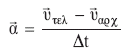 α⃗ = (υ⃗τελ − υ⃗αρχ) / Δt